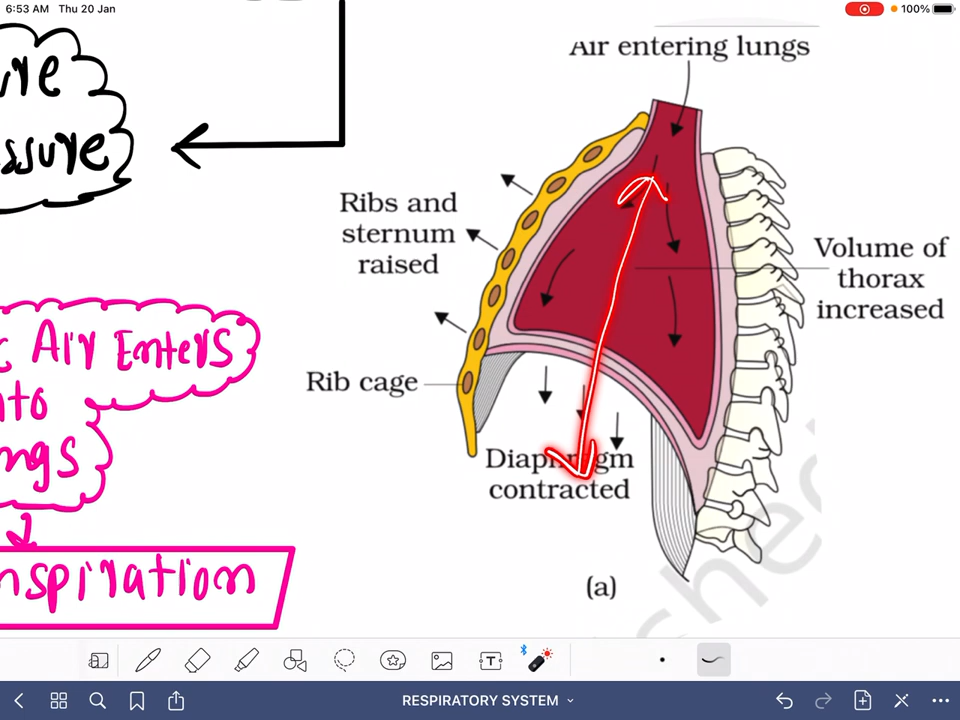 6:53 AM Thu 20 Jan
100%
Air entering lungs
Ribs and
sternum
raised
Volume of
thorax
increased
Rib cage
Diaphragm
contracted
(a)
Air Enters
nspiration
RESPIRATORY SYSTEM